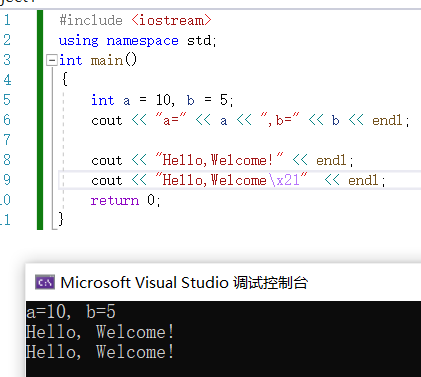 1 #include <iostream>
2 using namespace std;
3 int main()
4 {
5 int a = 10, b = 5;
6 cout << "a=" << a << ",b=" << b << endl;
7
8 cout << "Hello,Welcome!" << endl;
9 cout << "Hello,Welcome\x21"  << endl;
10 return 0;
11 }
C:\ Microsoft Visual Studio 调试控制台
a=10, b=5
Hello, Welcome!
Hello, Welcome!